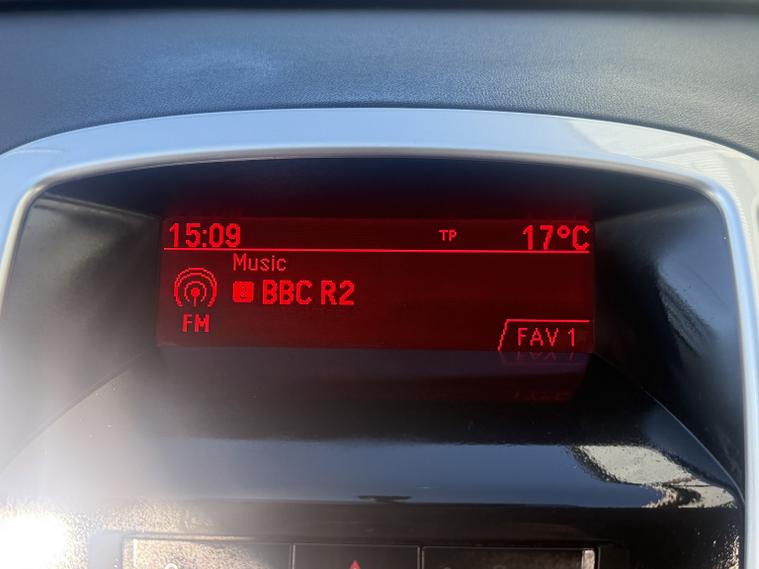 15:09 TP 17°C
Music
BBC R2
FM
FAV 1